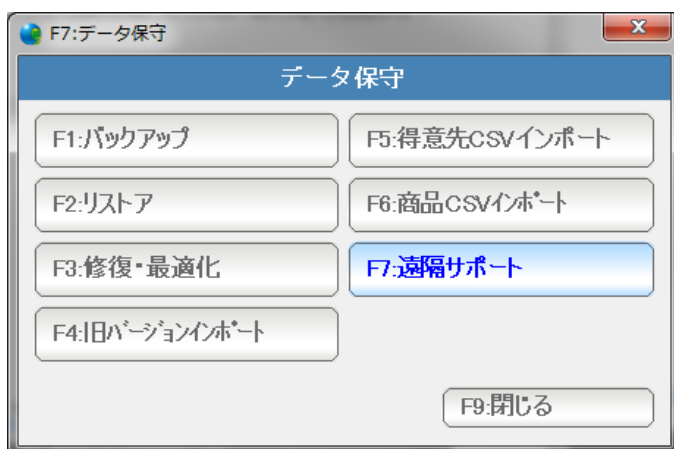 F7:データ保守
データ保守
F1:バックアップ
F5:得意先CSVインポート
F2:リストア
F6:商品CSVｲﾝﾎﾟｰﾄ
F3:修復・最適化
F7:遠隔サポート
F4:旧ﾊﾞｰｼﾞｮﾝｲﾝﾎﾟｰﾄ
F9:閉じる